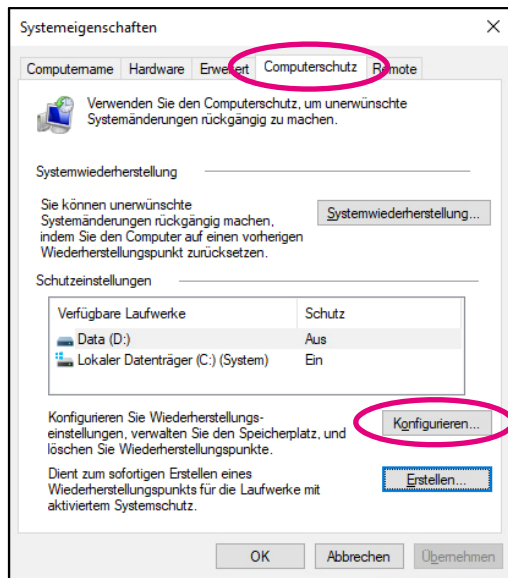 Systemeigenschaften
Computername Hardware Erweitert Computerschutz Remote
Verwenden Sie den Computerschutz, um unerwünschte
Systemänderungen rückgängig zu machen.
Systemwiederherstellung
Sie können unerwünschte
Systemänderungen rückgängig machen,
indem Sie den Computer auf einen vorherigen
Wiederherstellungspunkt zurücksetzen.
Systemwiederherstellung...
Schutzeinstellungen
Verfügbare Laufwerke Schutz
Data (D:) Aus
Lokaler Datenträger (C:) (System) Ein
Konfigurieren Sie Wiederherstellungs-
einstellungen, verwalten Sie den Speicherplatz, und
löschen Sie Wiederherstellungspunkte.
Konfigurieren...
Dient zum sofortigen Erstellen eines
Wiederherstellungspunkts für die Laufwerke mit
aktiviertem Systemschutz.
Erstellen...
OK Abbrechen Übernehmen